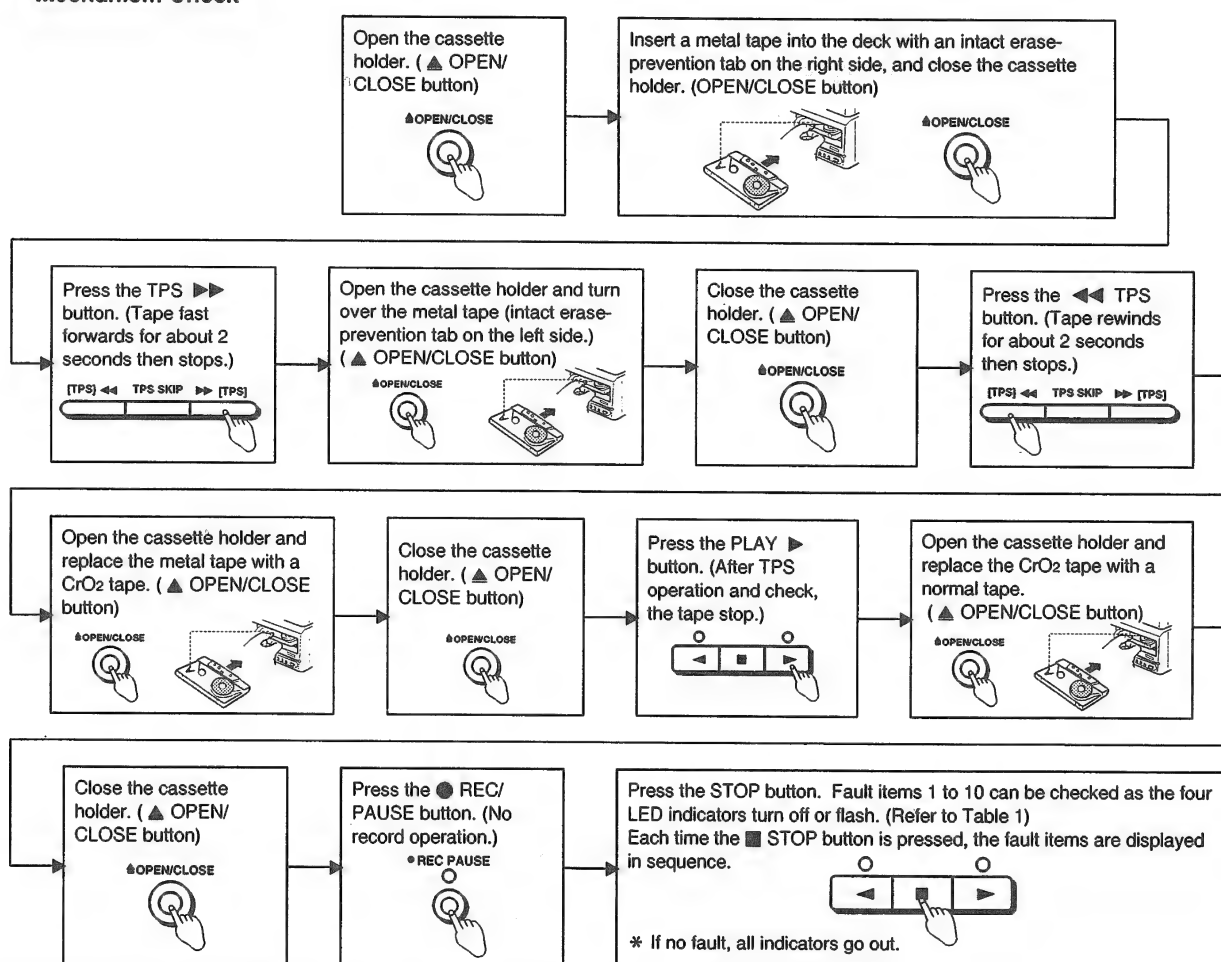 Open the cassette
holder. ( ▲ OPEN/
CLOSE button)
▲OPEN/CLOSE
Insert a metal tape into the deck with an intact erase-
prevention tab on the right side, and close the cassette
holder. (OPEN/CLOSE button)
▲OPEN/CLOSE
Press the TPS ▶▶
button. (Tape fast
forwards for about 2
seconds then stops.)
[TPS] ◀◀ TPS SKIP ▶▶ [TPS]
Open the cassette holder and turn
over the metal tape (intact erase-
prevention tab on the left side.)
( ▲ OPEN/CLOSE button)
▲OPEN/CLOSE
Close the cassette
holder. ( ▲ OPEN/
CLOSE button)
▲OPEN/CLOSE
Press the ◀◀ TPS
button. (Tape rewinds
for about 2 seconds
then stops.)
[TPS] ◀◀ TPS SKIP ▶▶ [TPS]
Open the cassette holder and
replace the metal tape with a
CrO2 tape. ( ▲ OPEN/CLOSE
button)
▲OPEN/CLOSE
Close the cassette
holder. ( ▲ OPEN/
CLOSE button)
▲OPEN/CLOSE
Press the PLAY ▶
button. (After TPS
operation and check,
the tape stop.)
◀ ■ ▶
Open the cassette holder and
replace the CrO2 tape with a
normal tape.
( ▲ OPEN/CLOSE button)
▲OPEN/CLOSE
Close the cassette
holder. ( ▲ OPEN/
CLOSE button)
▲OPEN/CLOSE
Press the ● REC/
PAUSE button. (No
record operation.)
● REC PAUSE
Press the STOP button. Fault items 1 to 10 can be checked as the four
LED indicators turn off or flash. (Refer to Table 1)
Each time the ■ STOP button is pressed, the fault items are displayed
in sequence.
◀ ■ ▶
* If no fault, all indicators go out.